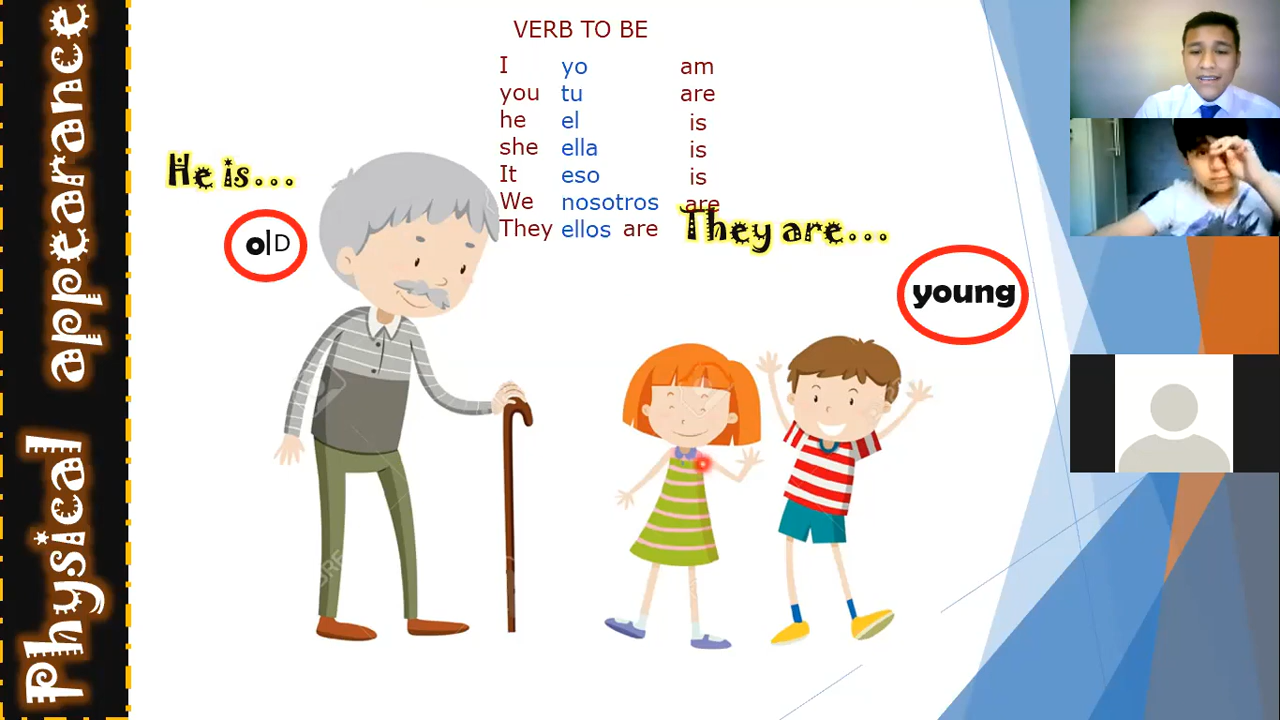 Physical appearance
VERB TO BE
I yo am
you tu are
he el is
she ella is
It eso is
We nosotros are
They ellos are
He is...
olD
They are...
young